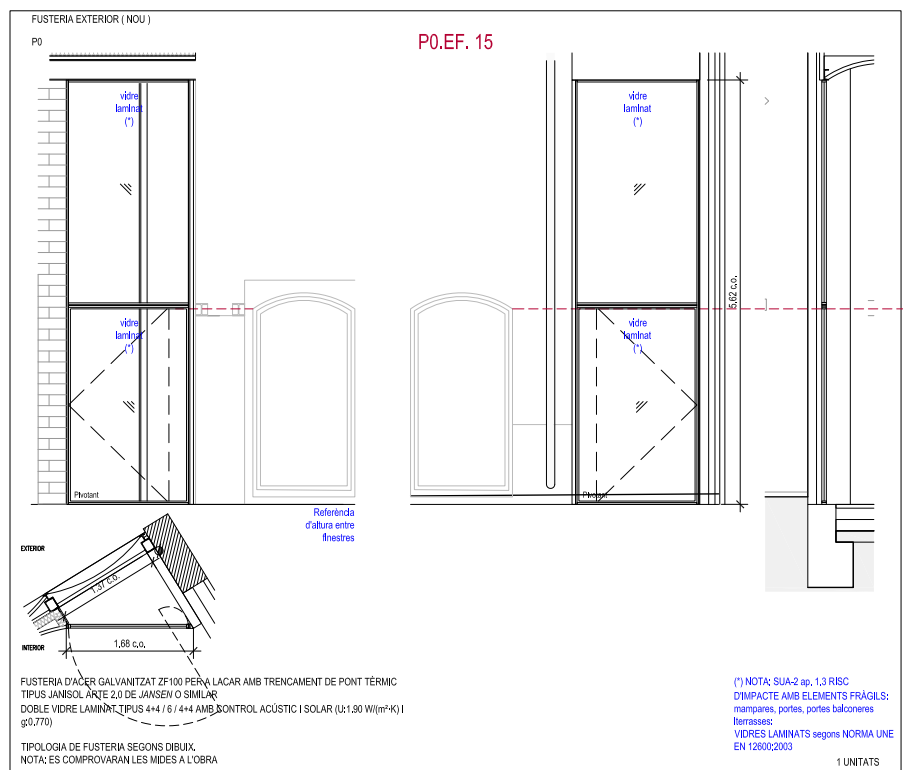 FUSTERIA EXTERIOR ( NOU )
P0
P0.EF. 15
vidre
laminat
(*)
vidre
laminat
(*)
5,62 c.o.
vidre
laminat
(*)
vidre
laminat
(*)
Pivotant
Pivotant
Referència
d'altura entre
finestres
EXTERIOR
1,37 c.o.
INTERIOR
1,68 c.o.
FUSTERIA D'ACER GALVANITZAT ZF100 PER A LACAR AMB TRENCAMENT DE PONT TÈRMIC
TIPUS JANISOL ARTE 2,0 DE JANSEN O SIMILAR
DOBLE VIDRE LAMINAT TIPUS 4+4 / 6 / 4+4 AMB CONTROL ACÚSTIC I SOLAR (U:1.90 W/(m²·K) I
g:0,770)
TIPOLOGIA DE FUSTERIA SEGONS DIBUIX.
NOTA: ES COMPROVARAN LES MIDES A L'OBRA
(*) NOTA: SUA-2 ap. 1,3 RISC
D'IMPACTE AMB ELEMENTS FRÀGILS:
mampares, portes, portes balconeres
iterrasses:
VIDRES LAMINATS segons NORMA UNE
EN 12600:2003
1 UNITATS